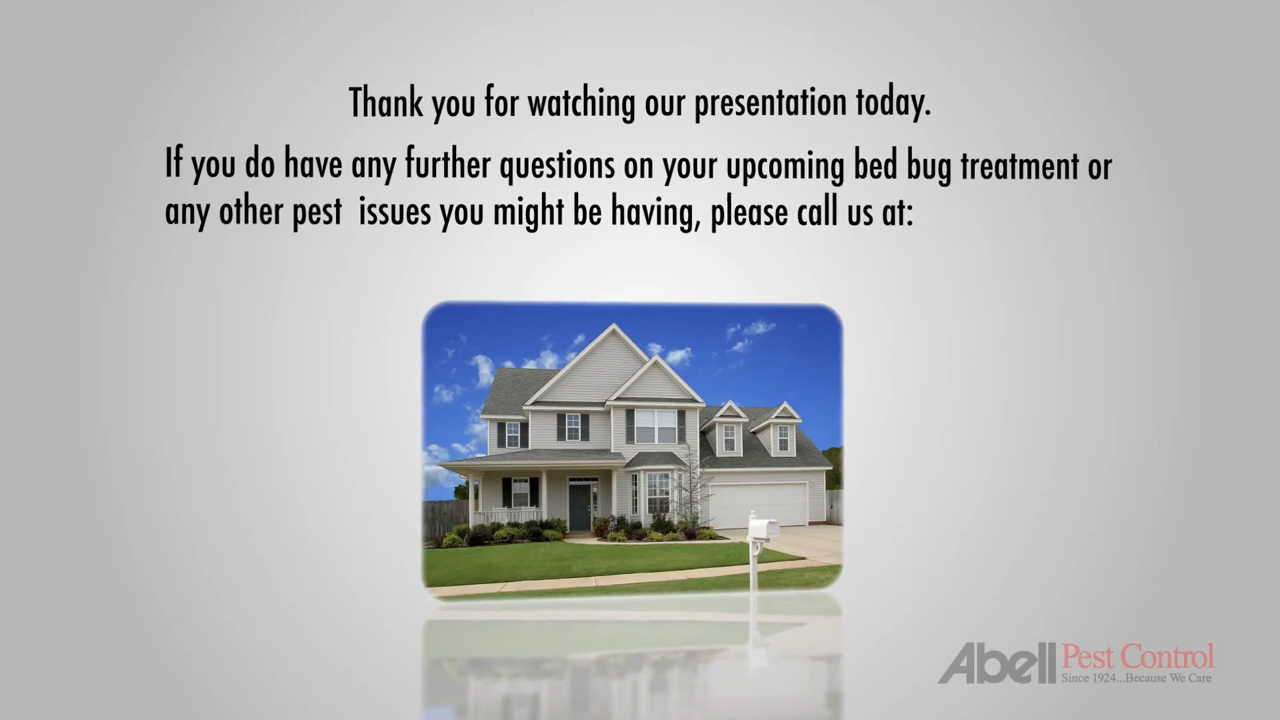 Thank you for watching our presentation today.
If you do have any further questions on your upcoming bed bug treatment or
any other pest issues you might be having, please call us at:
Abell Pest Control
Since 1924...Because We Care